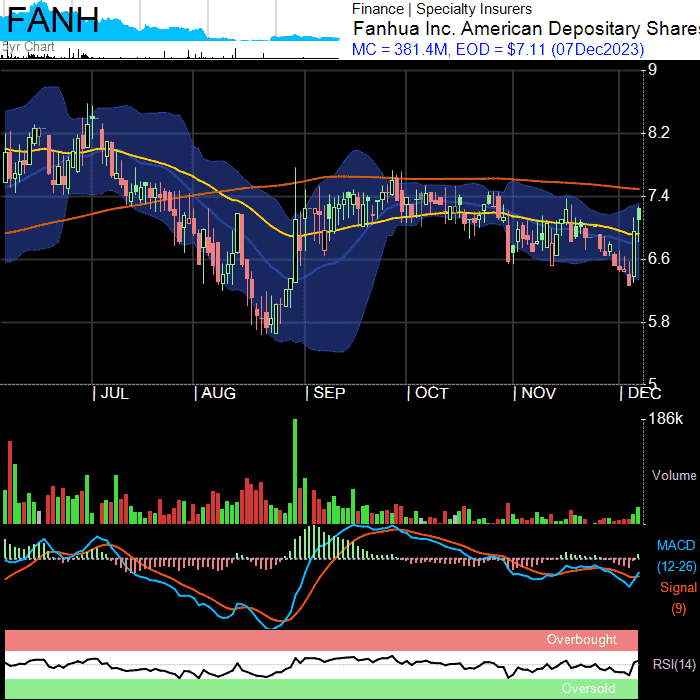 FANH
5yr Chart
Finance | Specialty Insurers
Fanhua Inc. American Depositary Shares
MC = 381.4M, EOD = $7.11 (07Dec2023)
9
8.2
7.4
6.6
5.8
5
| JUL | AUG | SEP | OCT | NOV | DEC
186k
Volume
MACD
(12-26)
Signal
(9)
Overbought
RSI(14)
Oversold